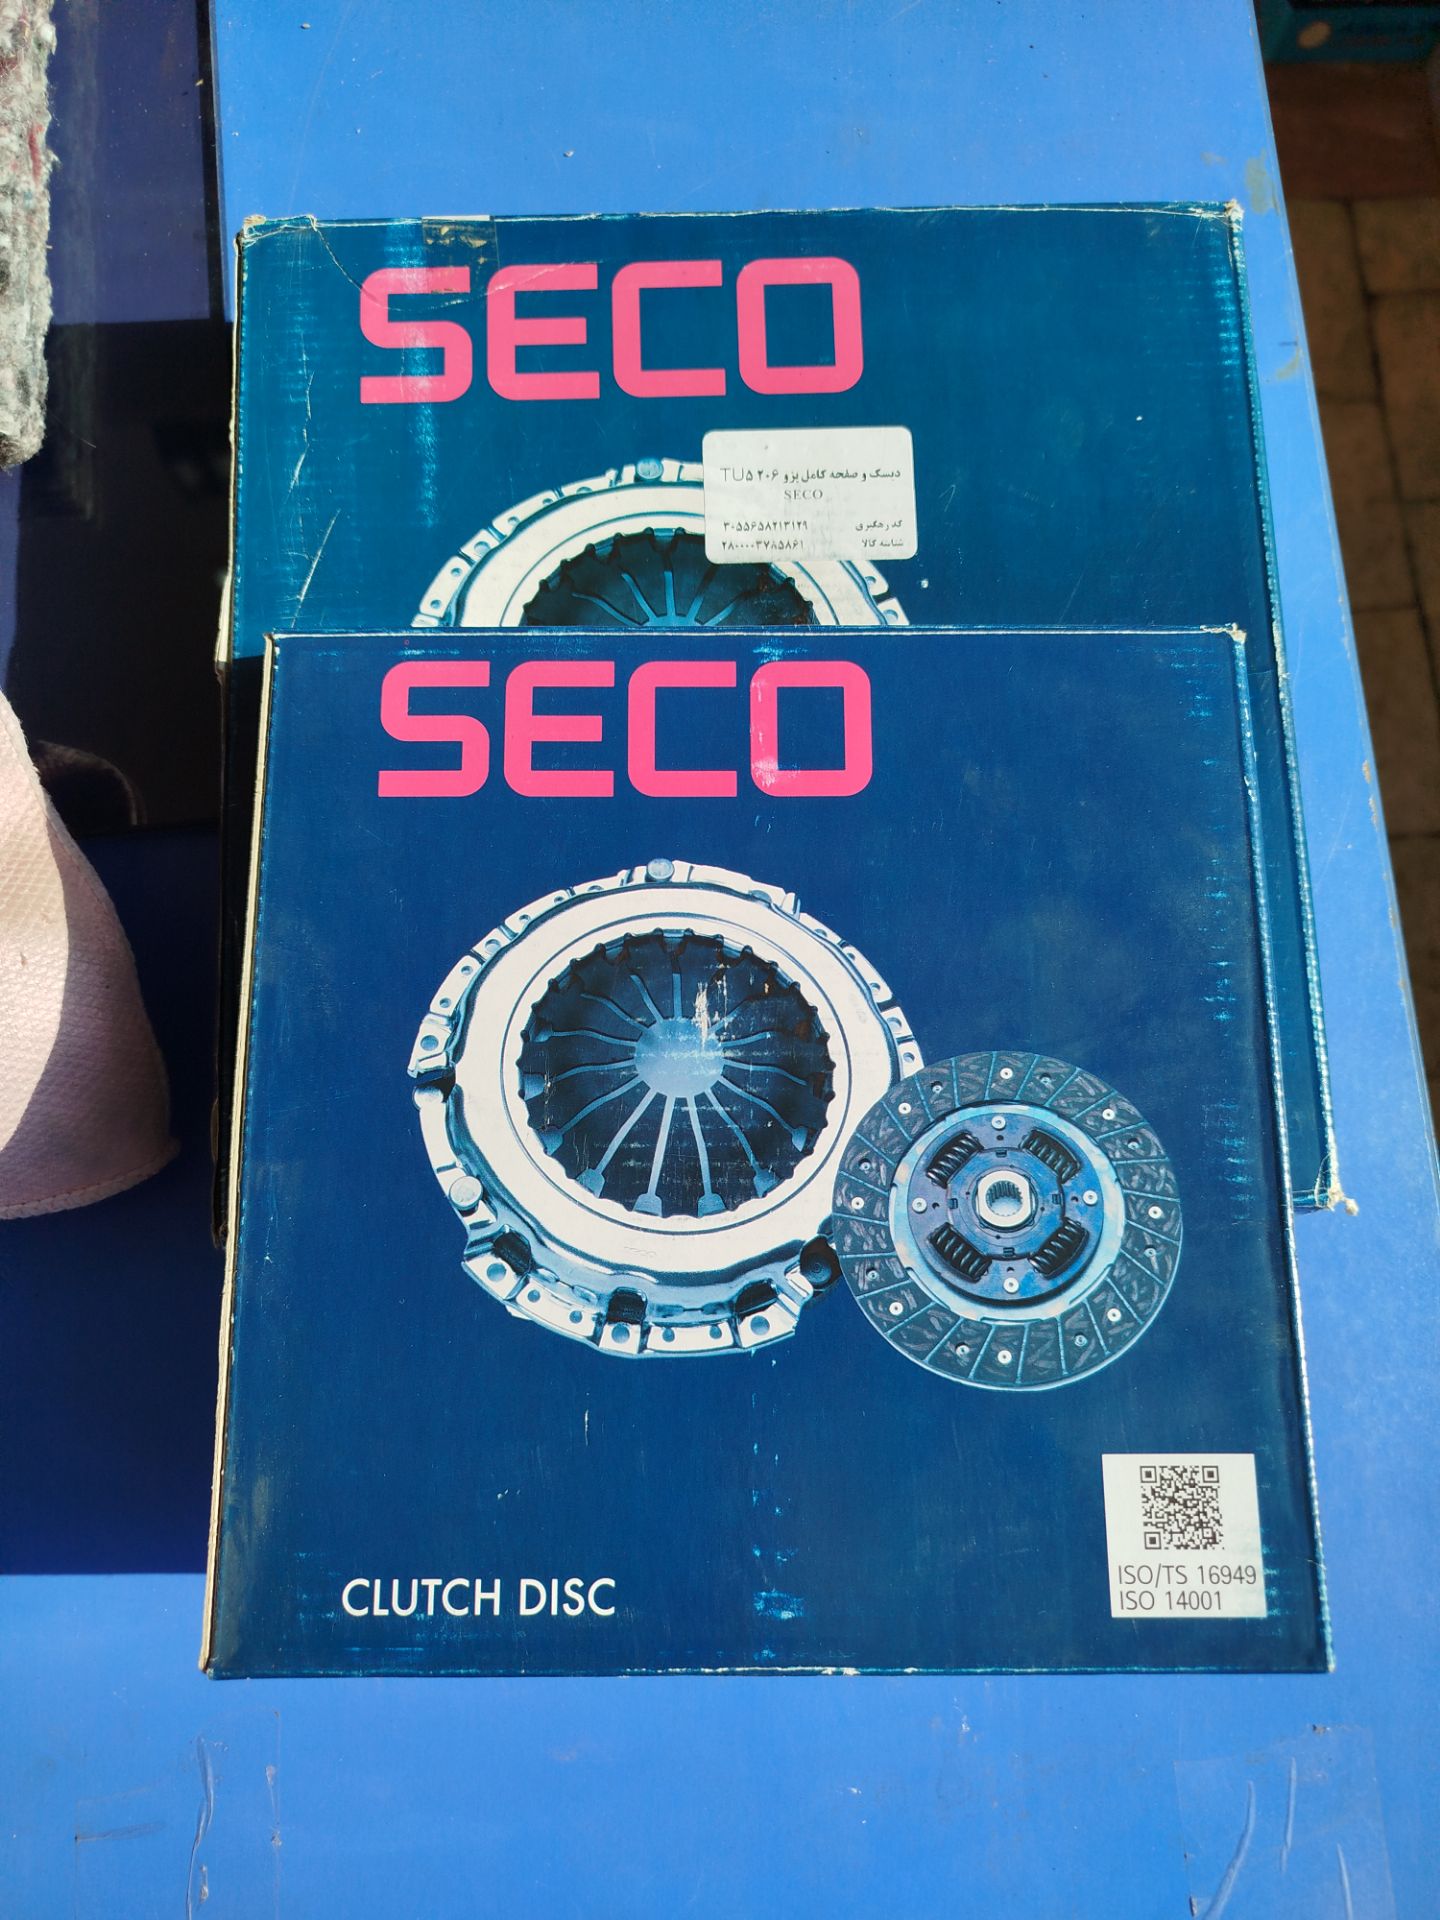 SECO
دیسک و صفحه کامل پژو ۲۰۶ TU۵
SECO
کد رهگیری ۳۰۵۵۶۵۸۲۱۳۱۲۹
شناسه کالا ۲۸۰۰۰۰۳۷۸۵۸۶۱
SECO
CLUTCH DISC
ISO/TS 16949
ISO 14001